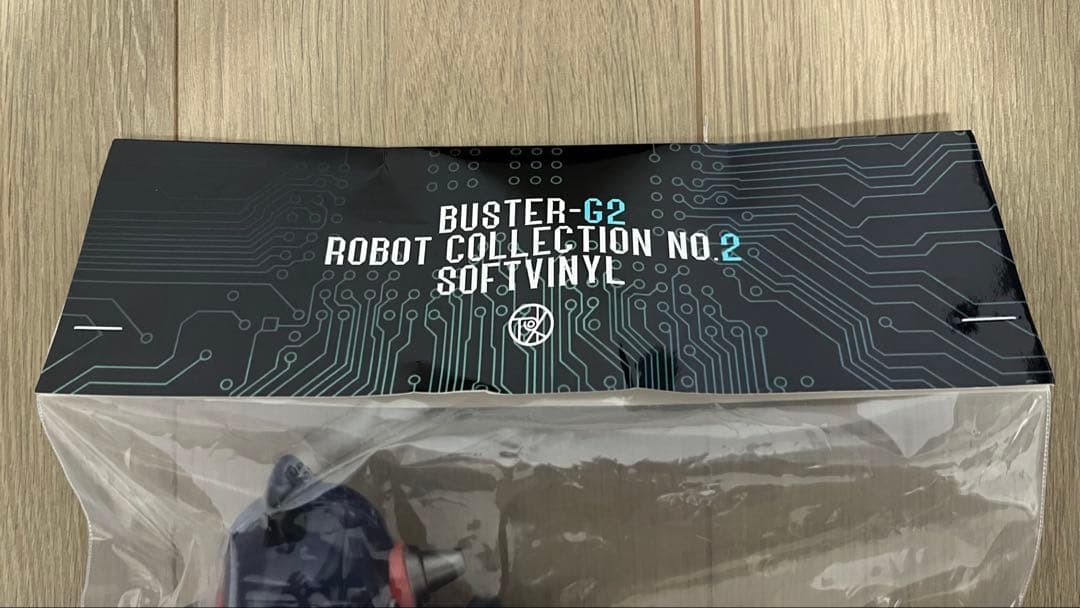 BUSTER-G2
ROBOT COLLECTION NO.2
SOFTVINYL